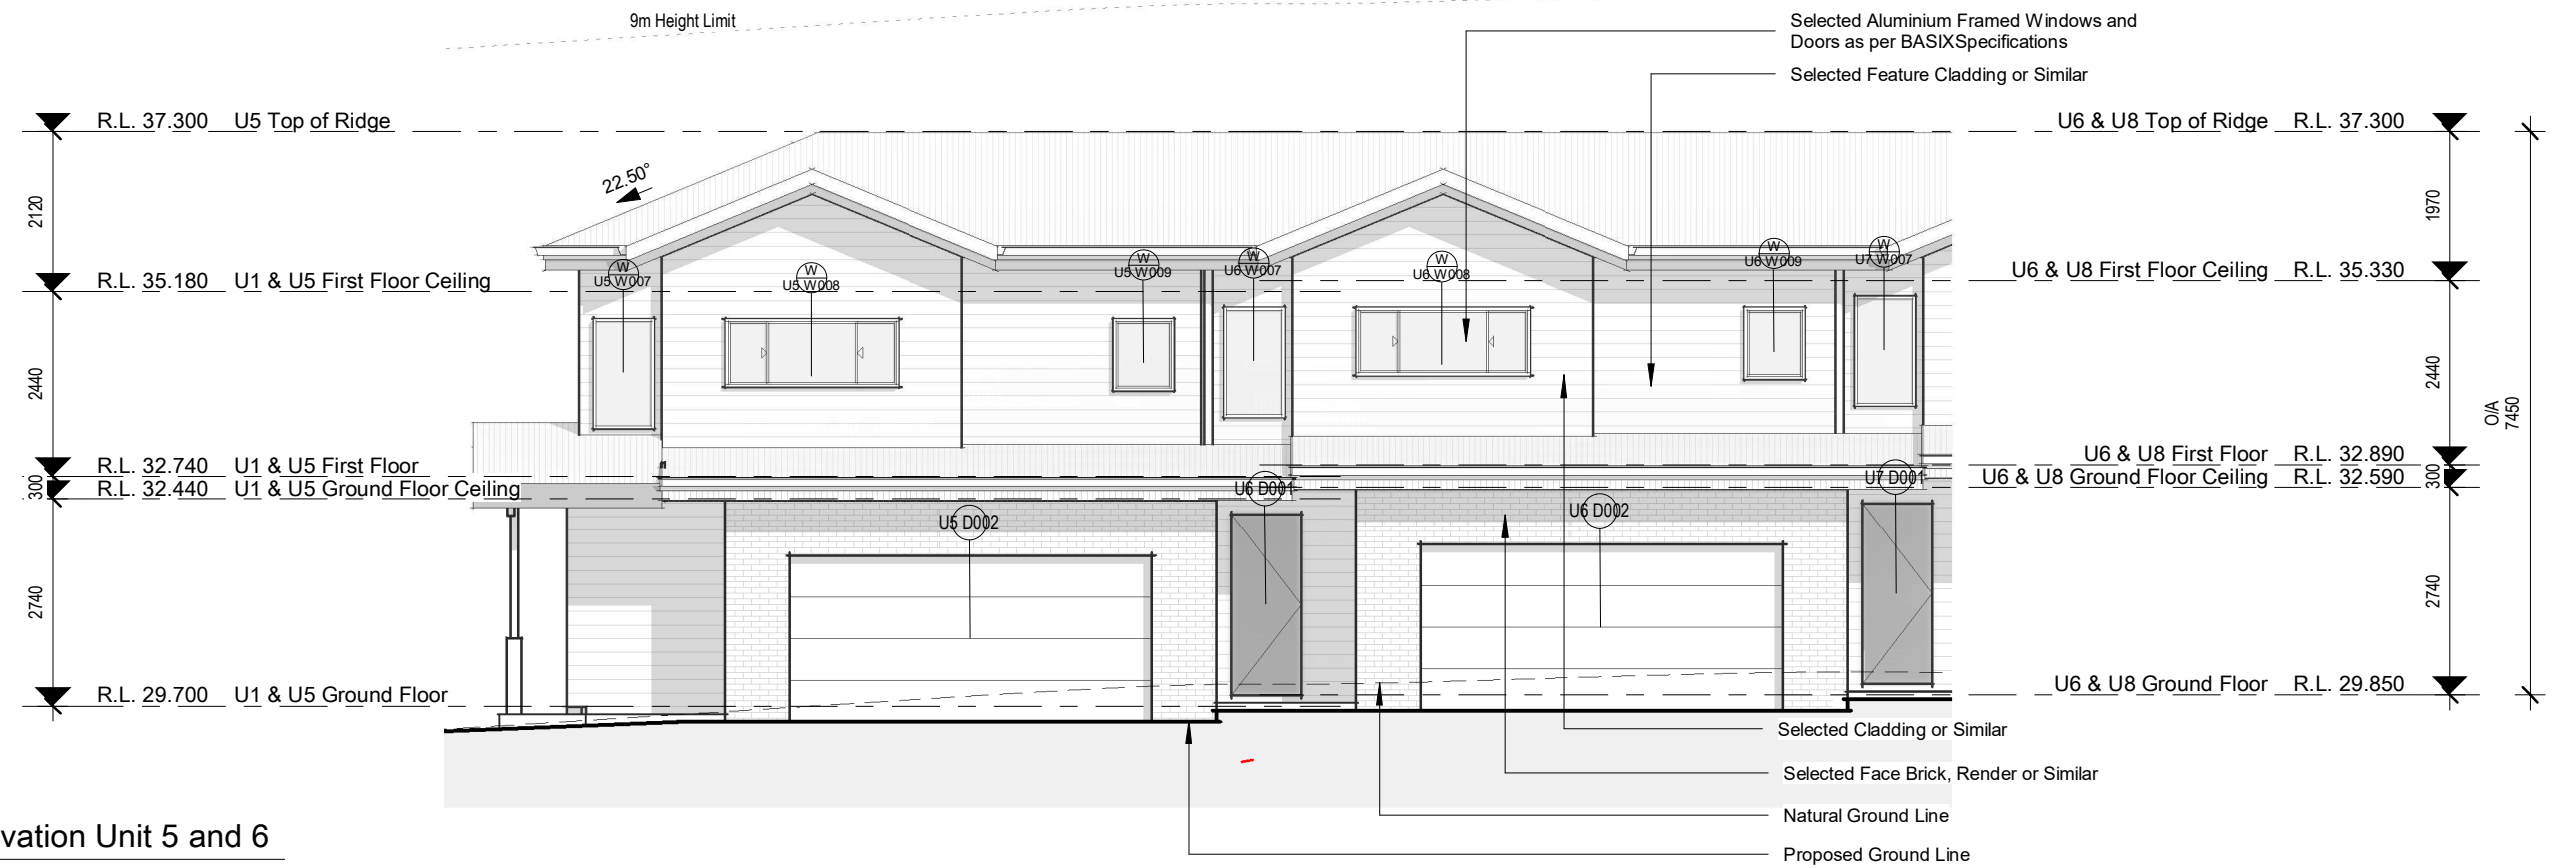 9m Height Limit
Selected Aluminium Framed Windows and
Doors as per BASIXSpecifications
Selected Feature Cladding or Similar
R.L. 37.300 U5 Top of Ridge
U6 & U8 Top of Ridge R.L. 37.300
22.50°
2120
1970
R.L. 35.180 U1 & U5 First Floor Ceiling
U6 & U8 First Floor Ceiling R.L. 35.330
W
U5 W007
W
U5 W008
W
U5 W009
W
U6 W007
W
U6 W008
W
U6 W009
W
U7 W007
2440
2440
O/A
7450
R.L. 32.740 U1 & U5 First Floor
U6 & U8 First Floor R.L. 32.890
300
R.L. 32.440 U1 & U5 Ground Floor Ceiling
U6 & U8 Ground Floor Ceiling R.L. 32.590
300
U6 D001
U7 D001
U5 D002
U6 D002
2740
2740
R.L. 29.700 U1 & U5 Ground Floor
U6 & U8 Ground Floor R.L. 29.850
Selected Cladding or Similar
Selected Face Brick, Render or Similar
Natural Ground Line
Proposed Ground Line
vation Unit 5 and 6